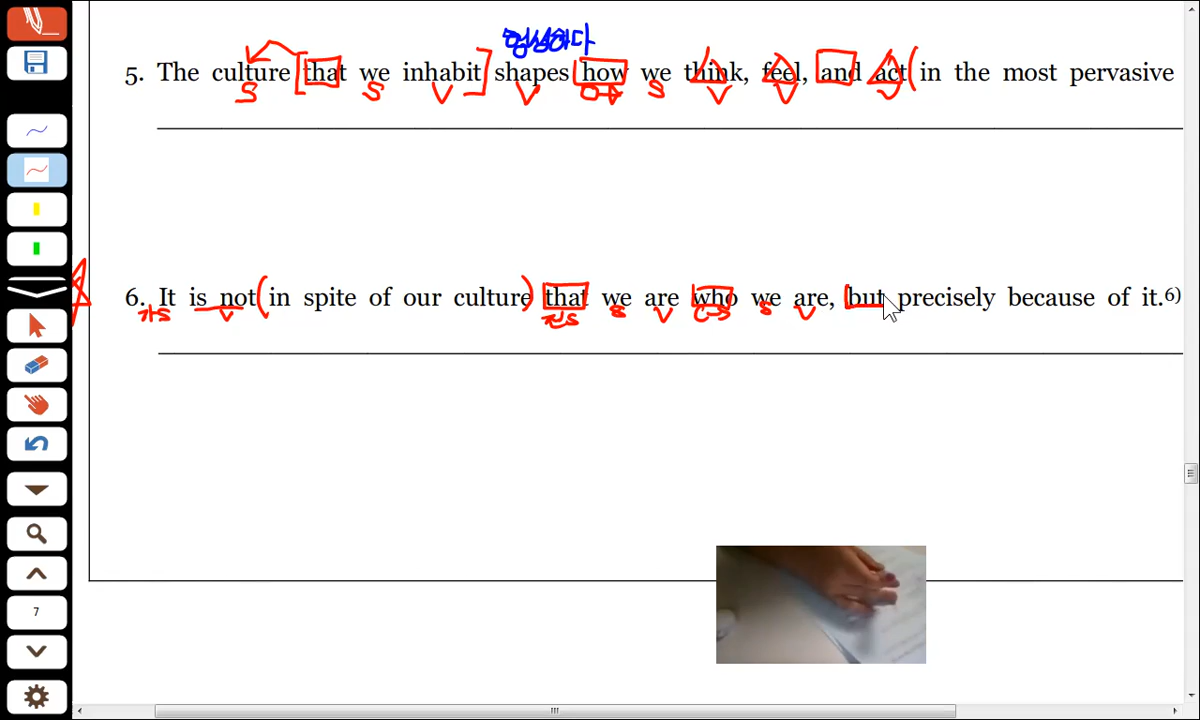 형성하다
5. The culture that we inhabit shapes how we think, feel, and act in the most pervasive
S S V V S V V V
6. It is not in spite of our culture that we are who we are, but precisely because of it.6)
가S V 진S S V S V
7